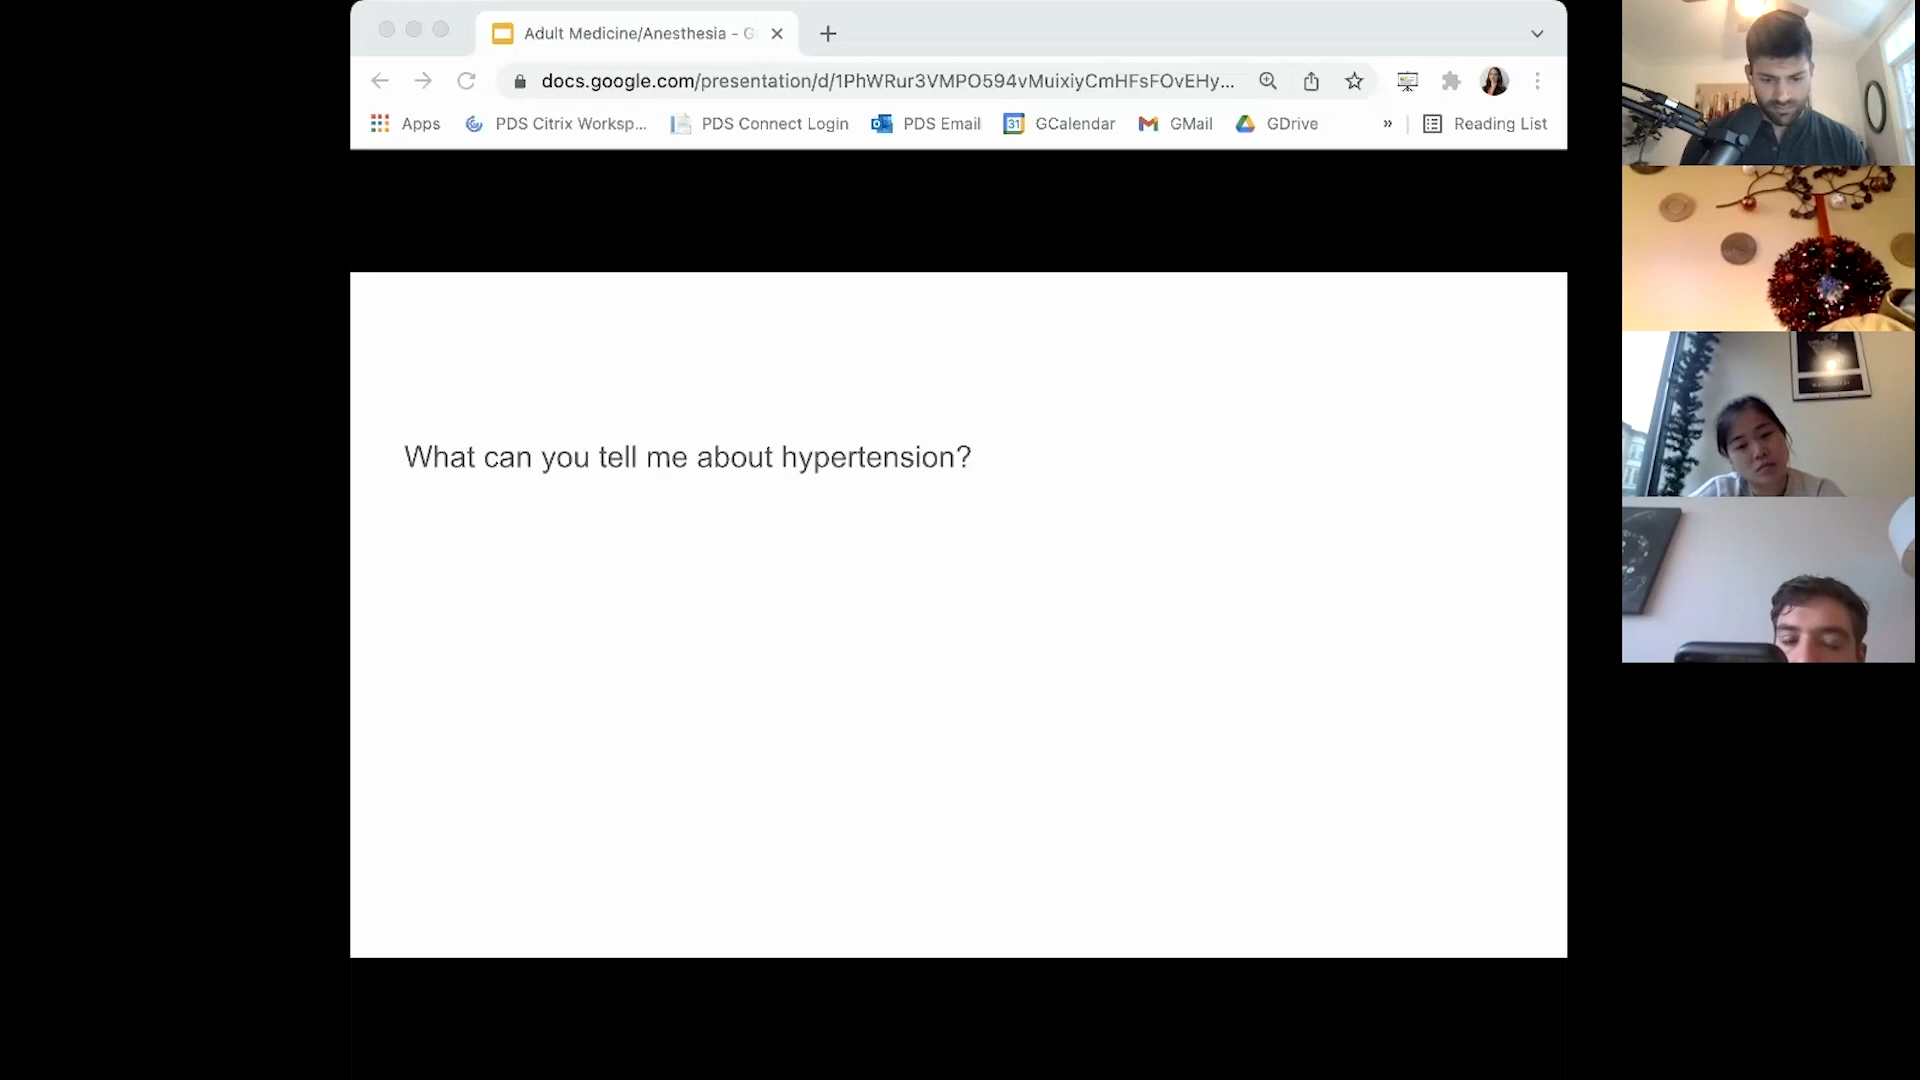 Adult Medicine/Anesthesia - G
docs.google.com/presentation/d/1PhWRur3VMPO594vMuixiyCmHFsFOvEHy...
Apps PDS Citrix Worksp... PDS Connect Login PDS Email 31 GCalendar GMail GDrive » Reading List
What can you tell me about hypertension?